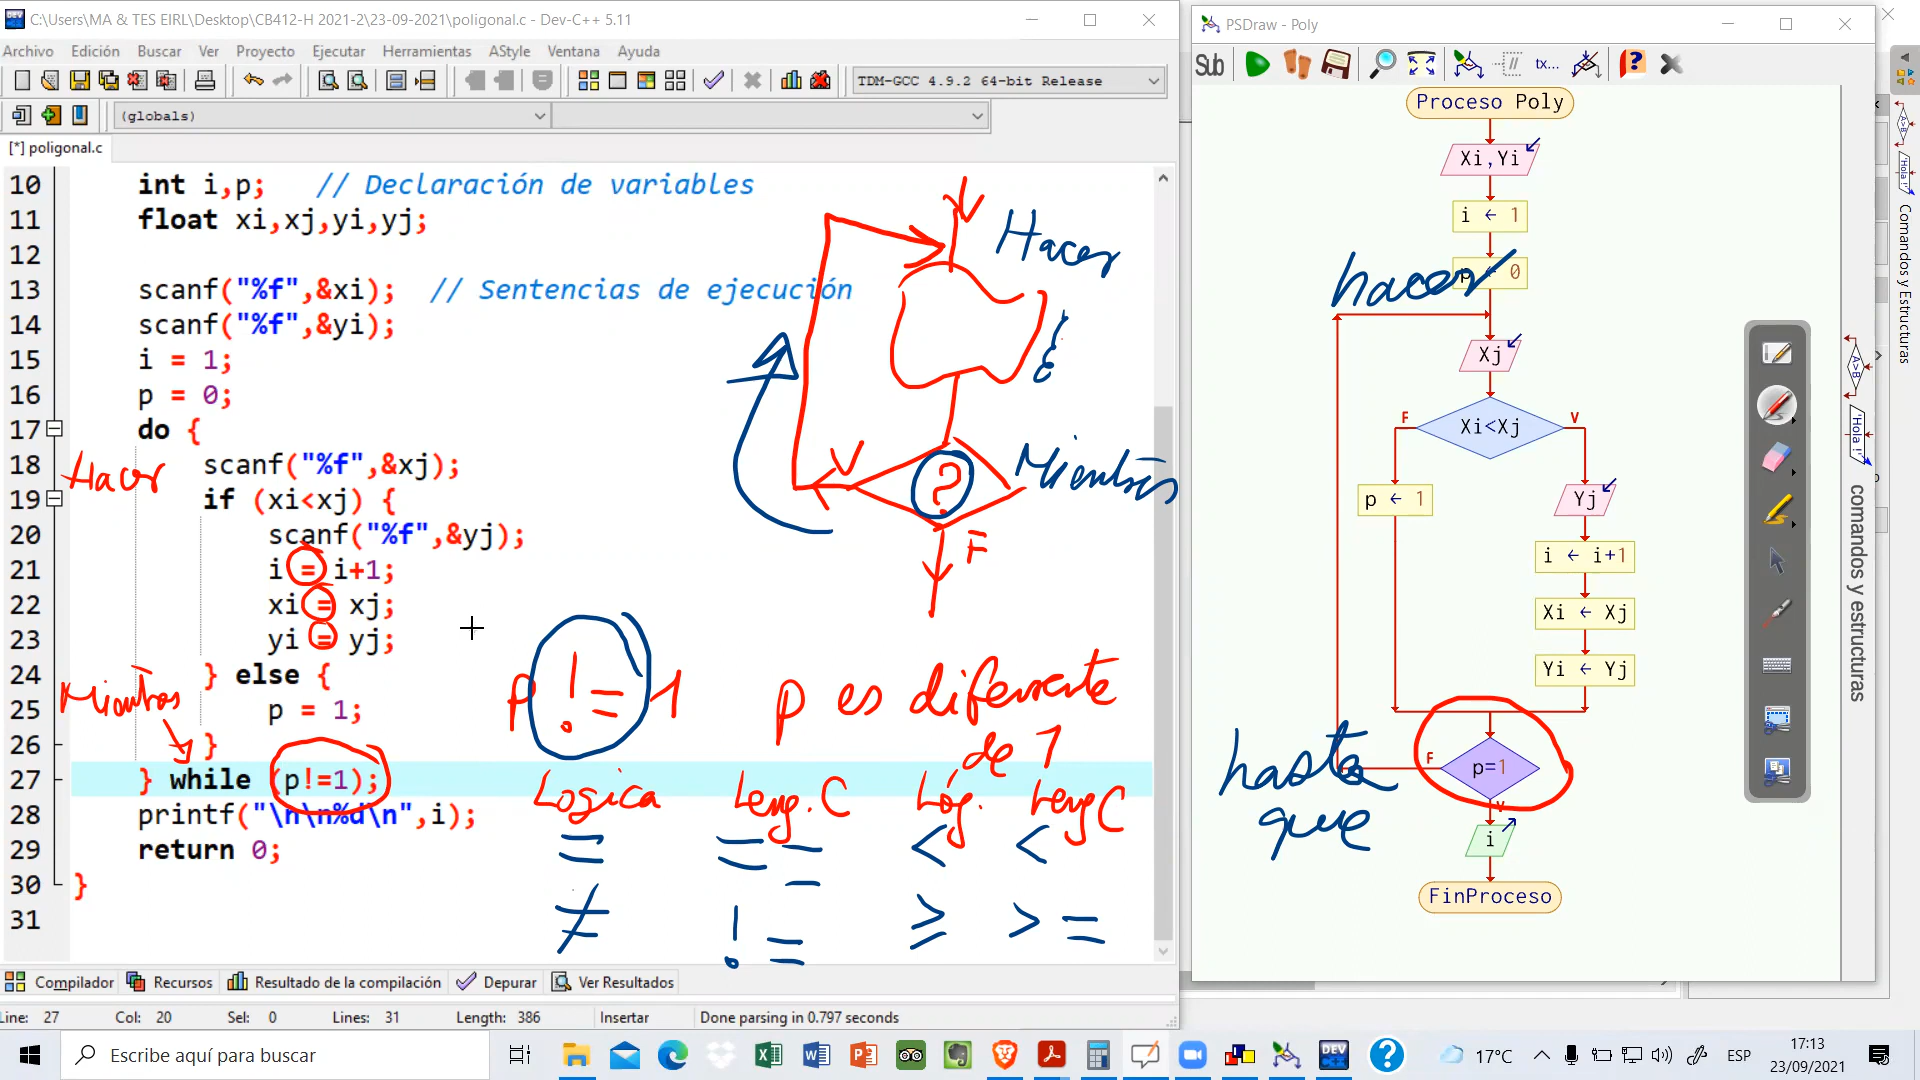 C:\Users\MA & TES EIRL\Desktop\CB412-H 2021-2\23-09-2021\poligonal.c - Dev-C++ 5.11
Archivo Edición Buscar Ver Proyecto Ejecutar Herramientas AStyle Ventana Ayuda
TDM-GCC 4.9.2 64-bit Release
(globals)
[*] poligonal.c
10 int i,p; // Declaración de variables
11 float xi,xj,yi,yj;
12
13 scanf("%f",&xi); // Sentencias de ejecución
14 scanf("%f",&yi);
15 i = 1;
16 p = 0;
17 do {
18 scanf("%f",&xj);
19 if (xi<xj) {
20 scanf("%f",&yj);
21 i = i+1;
22 xi = xj;
23 yi = yj;
24 } else {
25 p = 1;
26 }
27 } while (p!=1);
28 printf("\n\n%d\n",i);
29 return 0;
30 }
31
Hacer
Mientras
Hacer
?
Mientras
V
F
p != 1 p es diferente
de 1
Logica Leng. C Lóg. Leng C
= == < <
≠ != ≥ >=
Compilador Recursos Resultado de la compilación Depurar Ver Resultados
Line: 27 Col: 20 Sel: 0 Lines: 31 Length: 386 Insertar Done parsing in 0.797 seconds
PSDraw - Poly
Sub
tx...
Proceso Poly
Xi,Yi
i ← 1
p ← 0
hacer
Xj
F Xi<Xj V
p ← 1
Yj
i ← i+1
Xi ← Xj
Yi ← Yj
F p=1
V
hasta
que
i
FinProceso
Comandos y Estructuras
A>B
'Hola !'
A>B
'Hola !'
comandos y estructuras
Escribe aquí para buscar
DEV
17°C
ESP
17:13
23/09/2021